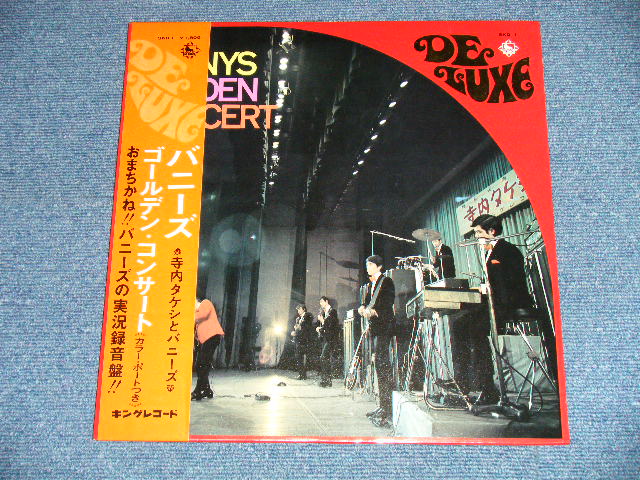 DE
LUXE
バニーズ
ゴールデン・コンサート
寺内タケシとバニーズ
カラー・ポートつき
おまちかね!!バニーズの実況録音盤!!
キングレコード
NYS
DEN
CERT
DE
LUXE
SKD 1
寺内タケシ